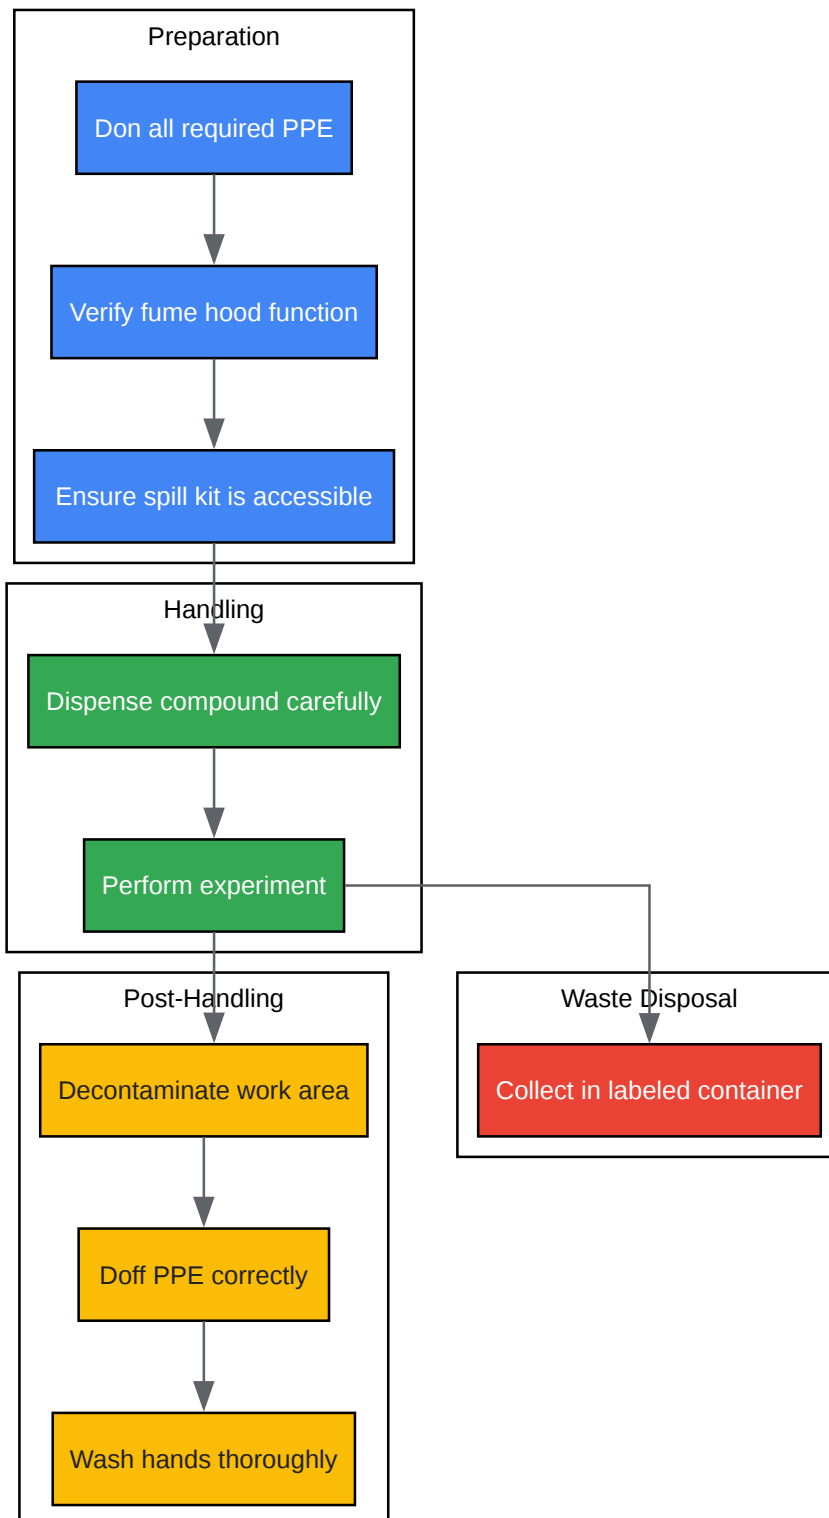 Preparation
Don all required PPE
Verify fume hood function
Ensure spill kit is accessible
Handling
Dispense compound carefully
Perform experiment
Post-Handling
Decontaminate work area
Doff PPE correctly
Wash hands thoroughly
Waste Disposal
Collect in labeled container